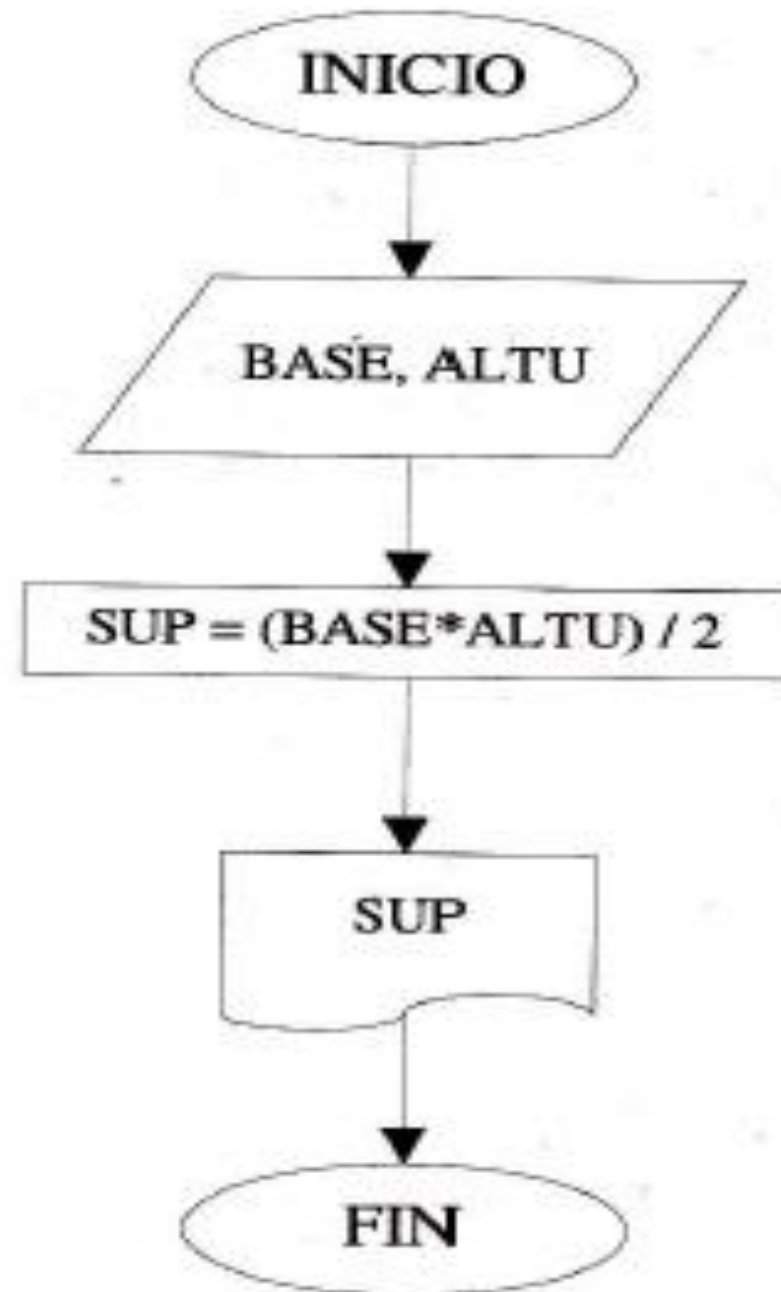 INICIO
BASE, ALTU
SUP = (BASE*ALTU) / 2
SUP
FIN